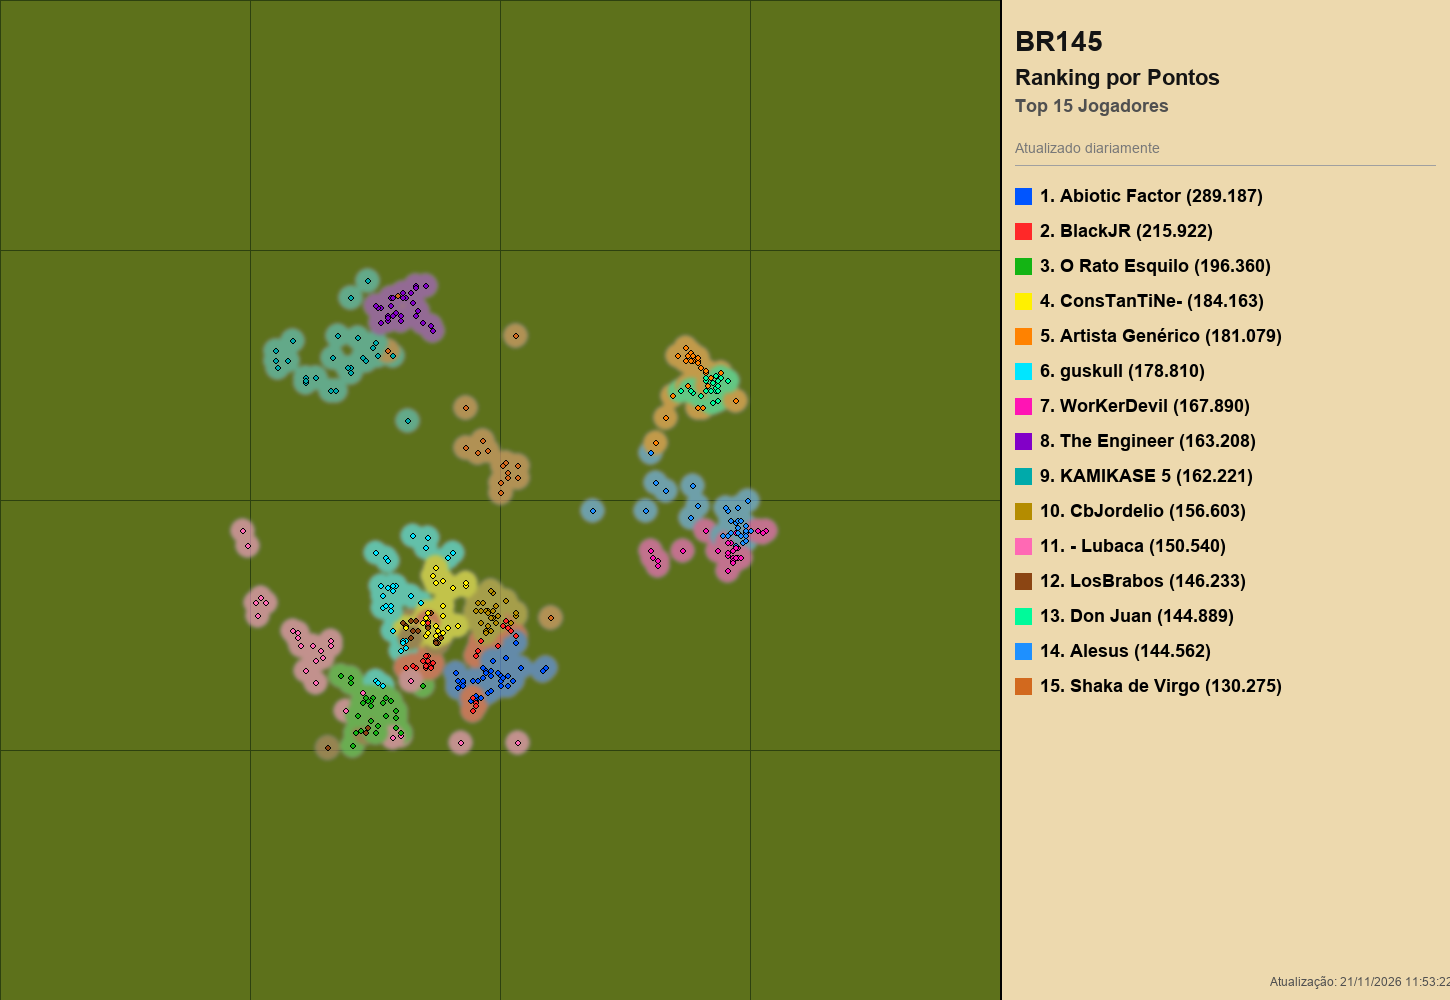 BR145
Ranking por Pontos
Top 15 Jogadores
Atualizado diariamente
1. Abiotic Factor (289.187)
2. BlackJR (215.922)
3. O Rato Esquilo (196.360)
4. ConsTanTiNe- (184.163)
5. Artista Genérico (181.079)
6. guskull (178.810)
7. WorKerDevil (167.890)
8. The Engineer (163.208)
9. KAMIKASE 5 (162.221)
10. CbJordelio (156.603)
11. - Lubaca (150.540)
12. LosBrabos (146.233)
13. Don Juan (144.889)
14. Alesus (144.562)
15. Shaka de Virgo (130.275)
Atualização: 21/11/2026 11:53:22